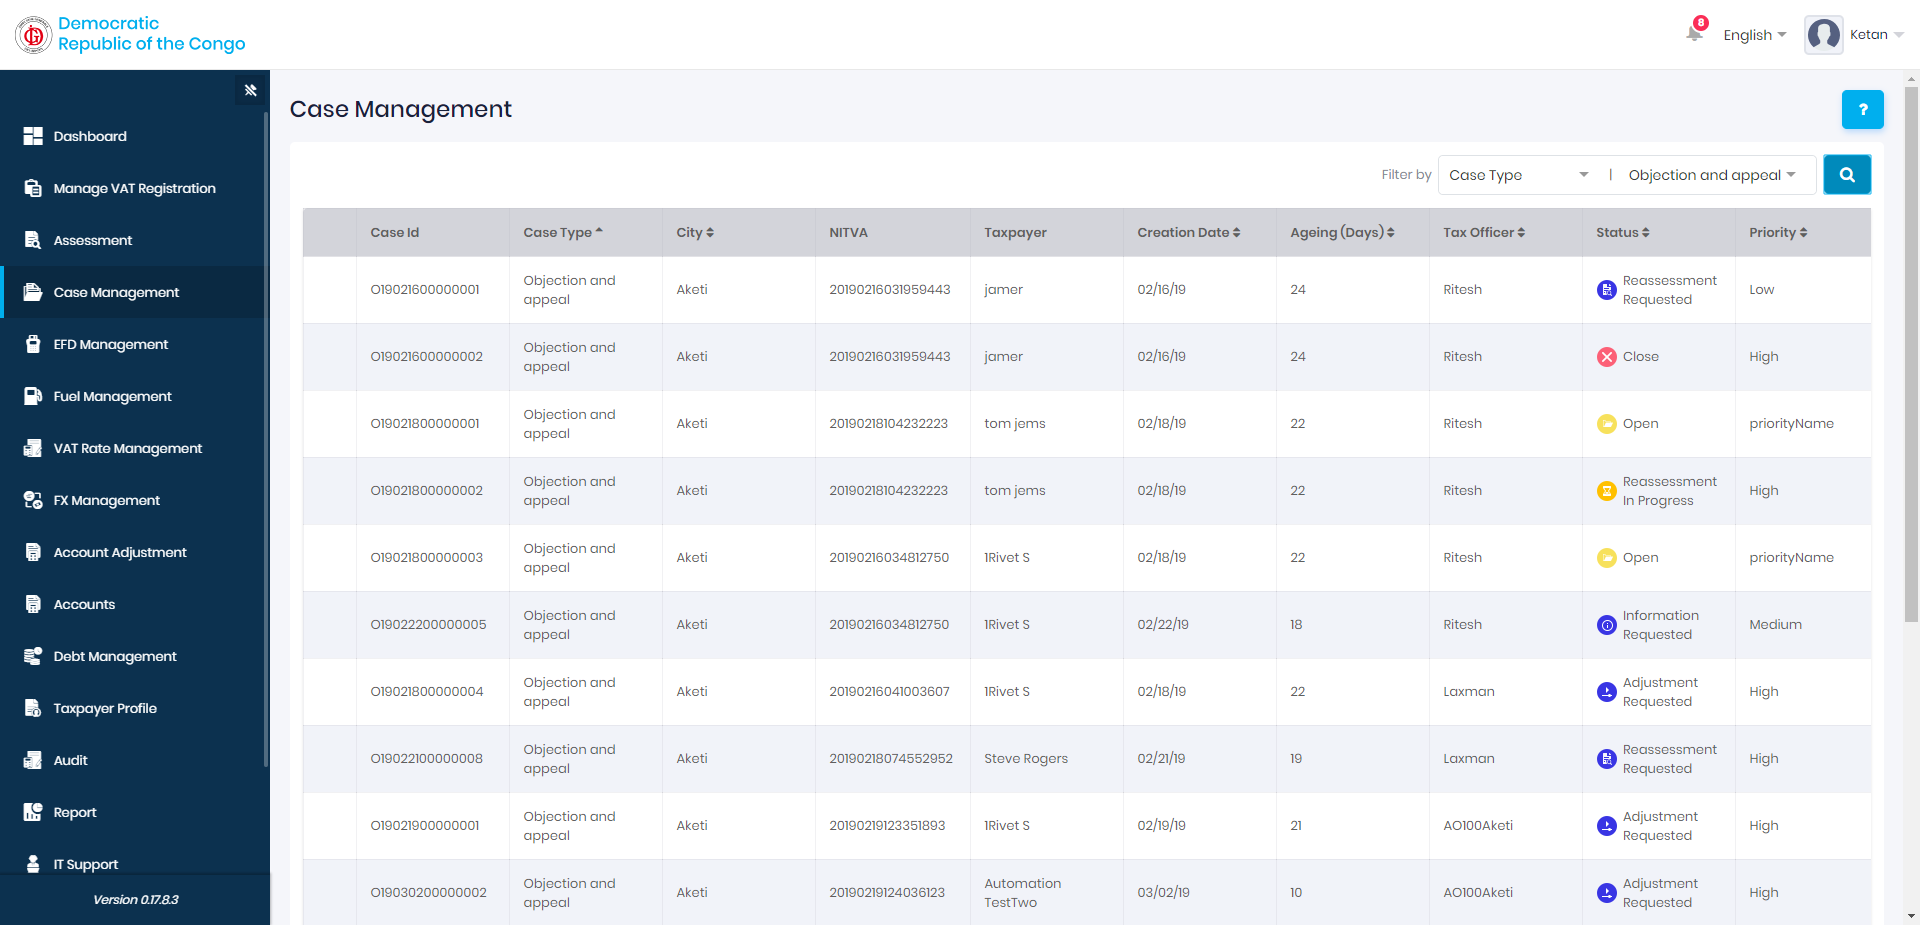 Democratic
Republic of the Congo
8
English
Ketan
Dashboard
Manage VAT Registration
Assessment
Case Management
EFD Management
Fuel Management
VAT Rate Management
FX Management
Account Adjustment
Accounts
Debt Management
Taxpayer Profile
Audit
Report
IT Support
Version 0.17.8.3
Case Management
?
Filter by Case Type | Objection and appeal
Case Id Case Type City NITVA Taxpayer Creation Date Ageing (Days) Tax Officer Status Priority
O19021600000001 Objection and appeal Aketi 20190216031959443 jamer 02/16/19 24 Ritesh Reassessment Requested Low
O19021600000002 Objection and appeal Aketi 20190216031959443 jamer 02/16/19 24 Ritesh Close High
O19021800000001 Objection and appeal Aketi 20190218104232223 tom jems 02/18/19 22 Ritesh Open priorityName
O19021800000002 Objection and appeal Aketi 20190218104232223 tom jems 02/18/19 22 Ritesh Reassessment In Progress High
O19021800000003 Objection and appeal Aketi 20190216034812750 1Rivet S 02/18/19 22 Ritesh Open priorityName
O19022200000005 Objection and appeal Aketi 20190216034812750 1Rivet S 02/22/19 18 Ritesh Information Requested Medium
O19021800000004 Objection and appeal Aketi 20190216041003607 1Rivet S 02/18/19 22 Laxman Adjustment Requested High
O19022100000008 Objection and appeal Aketi 20190218074552952 Steve Rogers 02/21/19 19 Laxman Reassessment Requested High
O19021900000001 Objection and appeal Aketi 20190219123351893 1Rivet S 02/19/19 21 AO100Aketi Adjustment Requested High
O19030200000002 Objection and appeal Aketi 20190219124036123 Automation TestTwo 03/02/19 10 AO100Aketi Adjustment Requested High